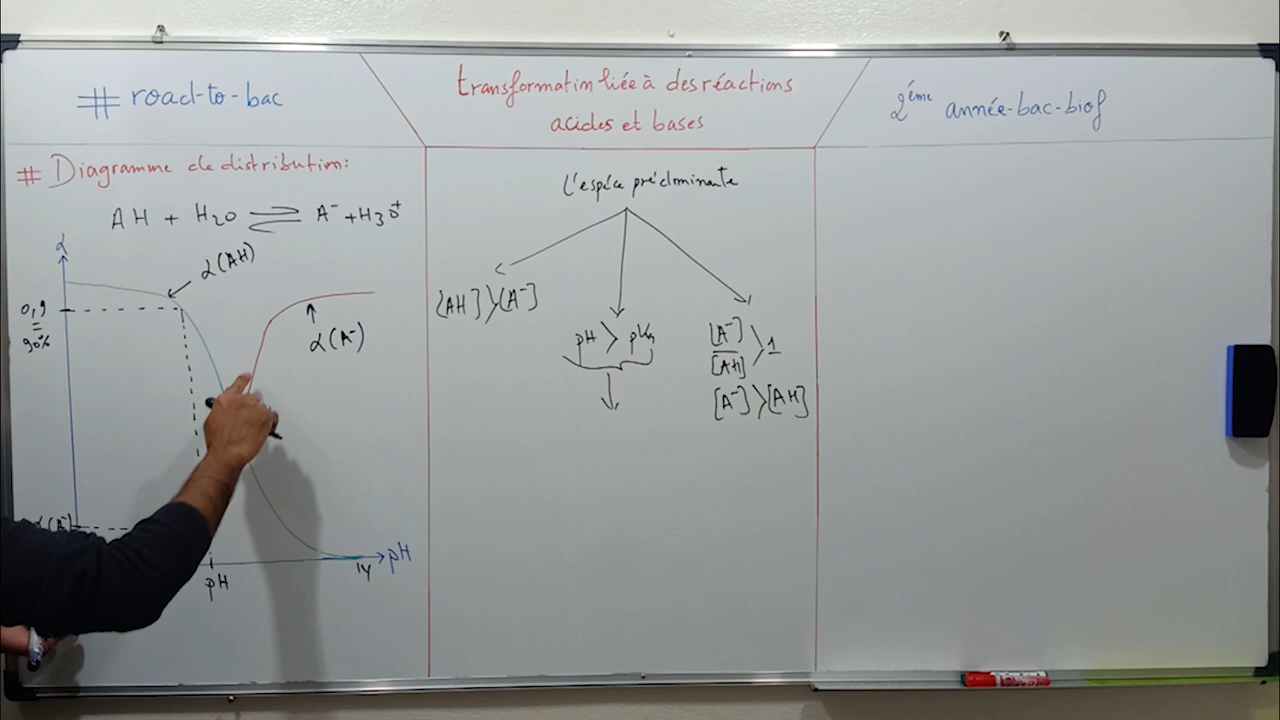 # road-to-bac
transformation liée à des réactions
acides et bases
2ème année-bac-biof
# Diagramme de distribution:
AH + H2O ⇌ A⁻ + H3O⁺
α
α(AH)
0,9
=
90%
α(A⁻)
α(A⁻)
pH
14
pH
L'espèce prédominante
[AH] > [A⁻]
pH > pKa
[A⁻]
[AH]
> 1
[A⁻] > [AH]